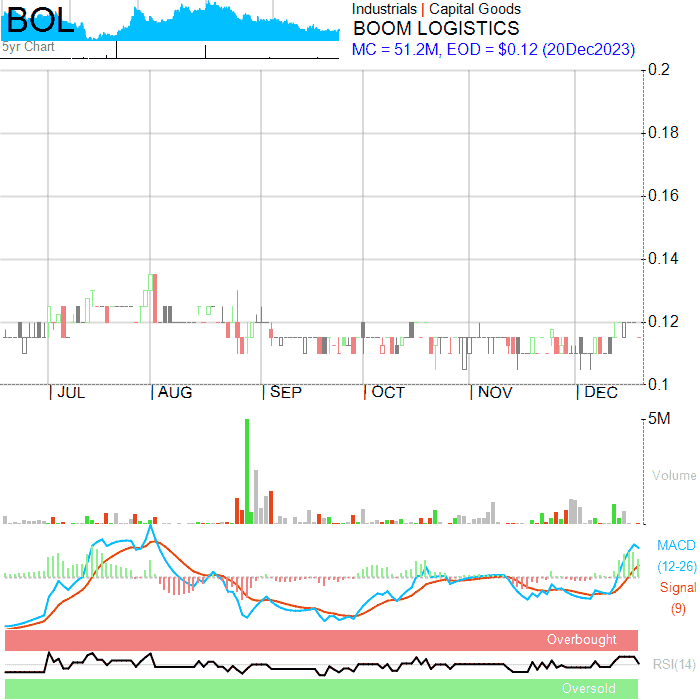 BOL
Industrials | Capital Goods
BOOM LOGISTICS
5yr Chart
MC = 51.2M, EOD = $0.12 (20Dec2023)
0.2
0.18
0.16
0.14
0.12
0.1
JUL
AUG
SEP
OCT
NOV
DEC
5M
Volume
MACD
(12-26)
Signal
(9)
Overbought
RSI(14)
Oversold